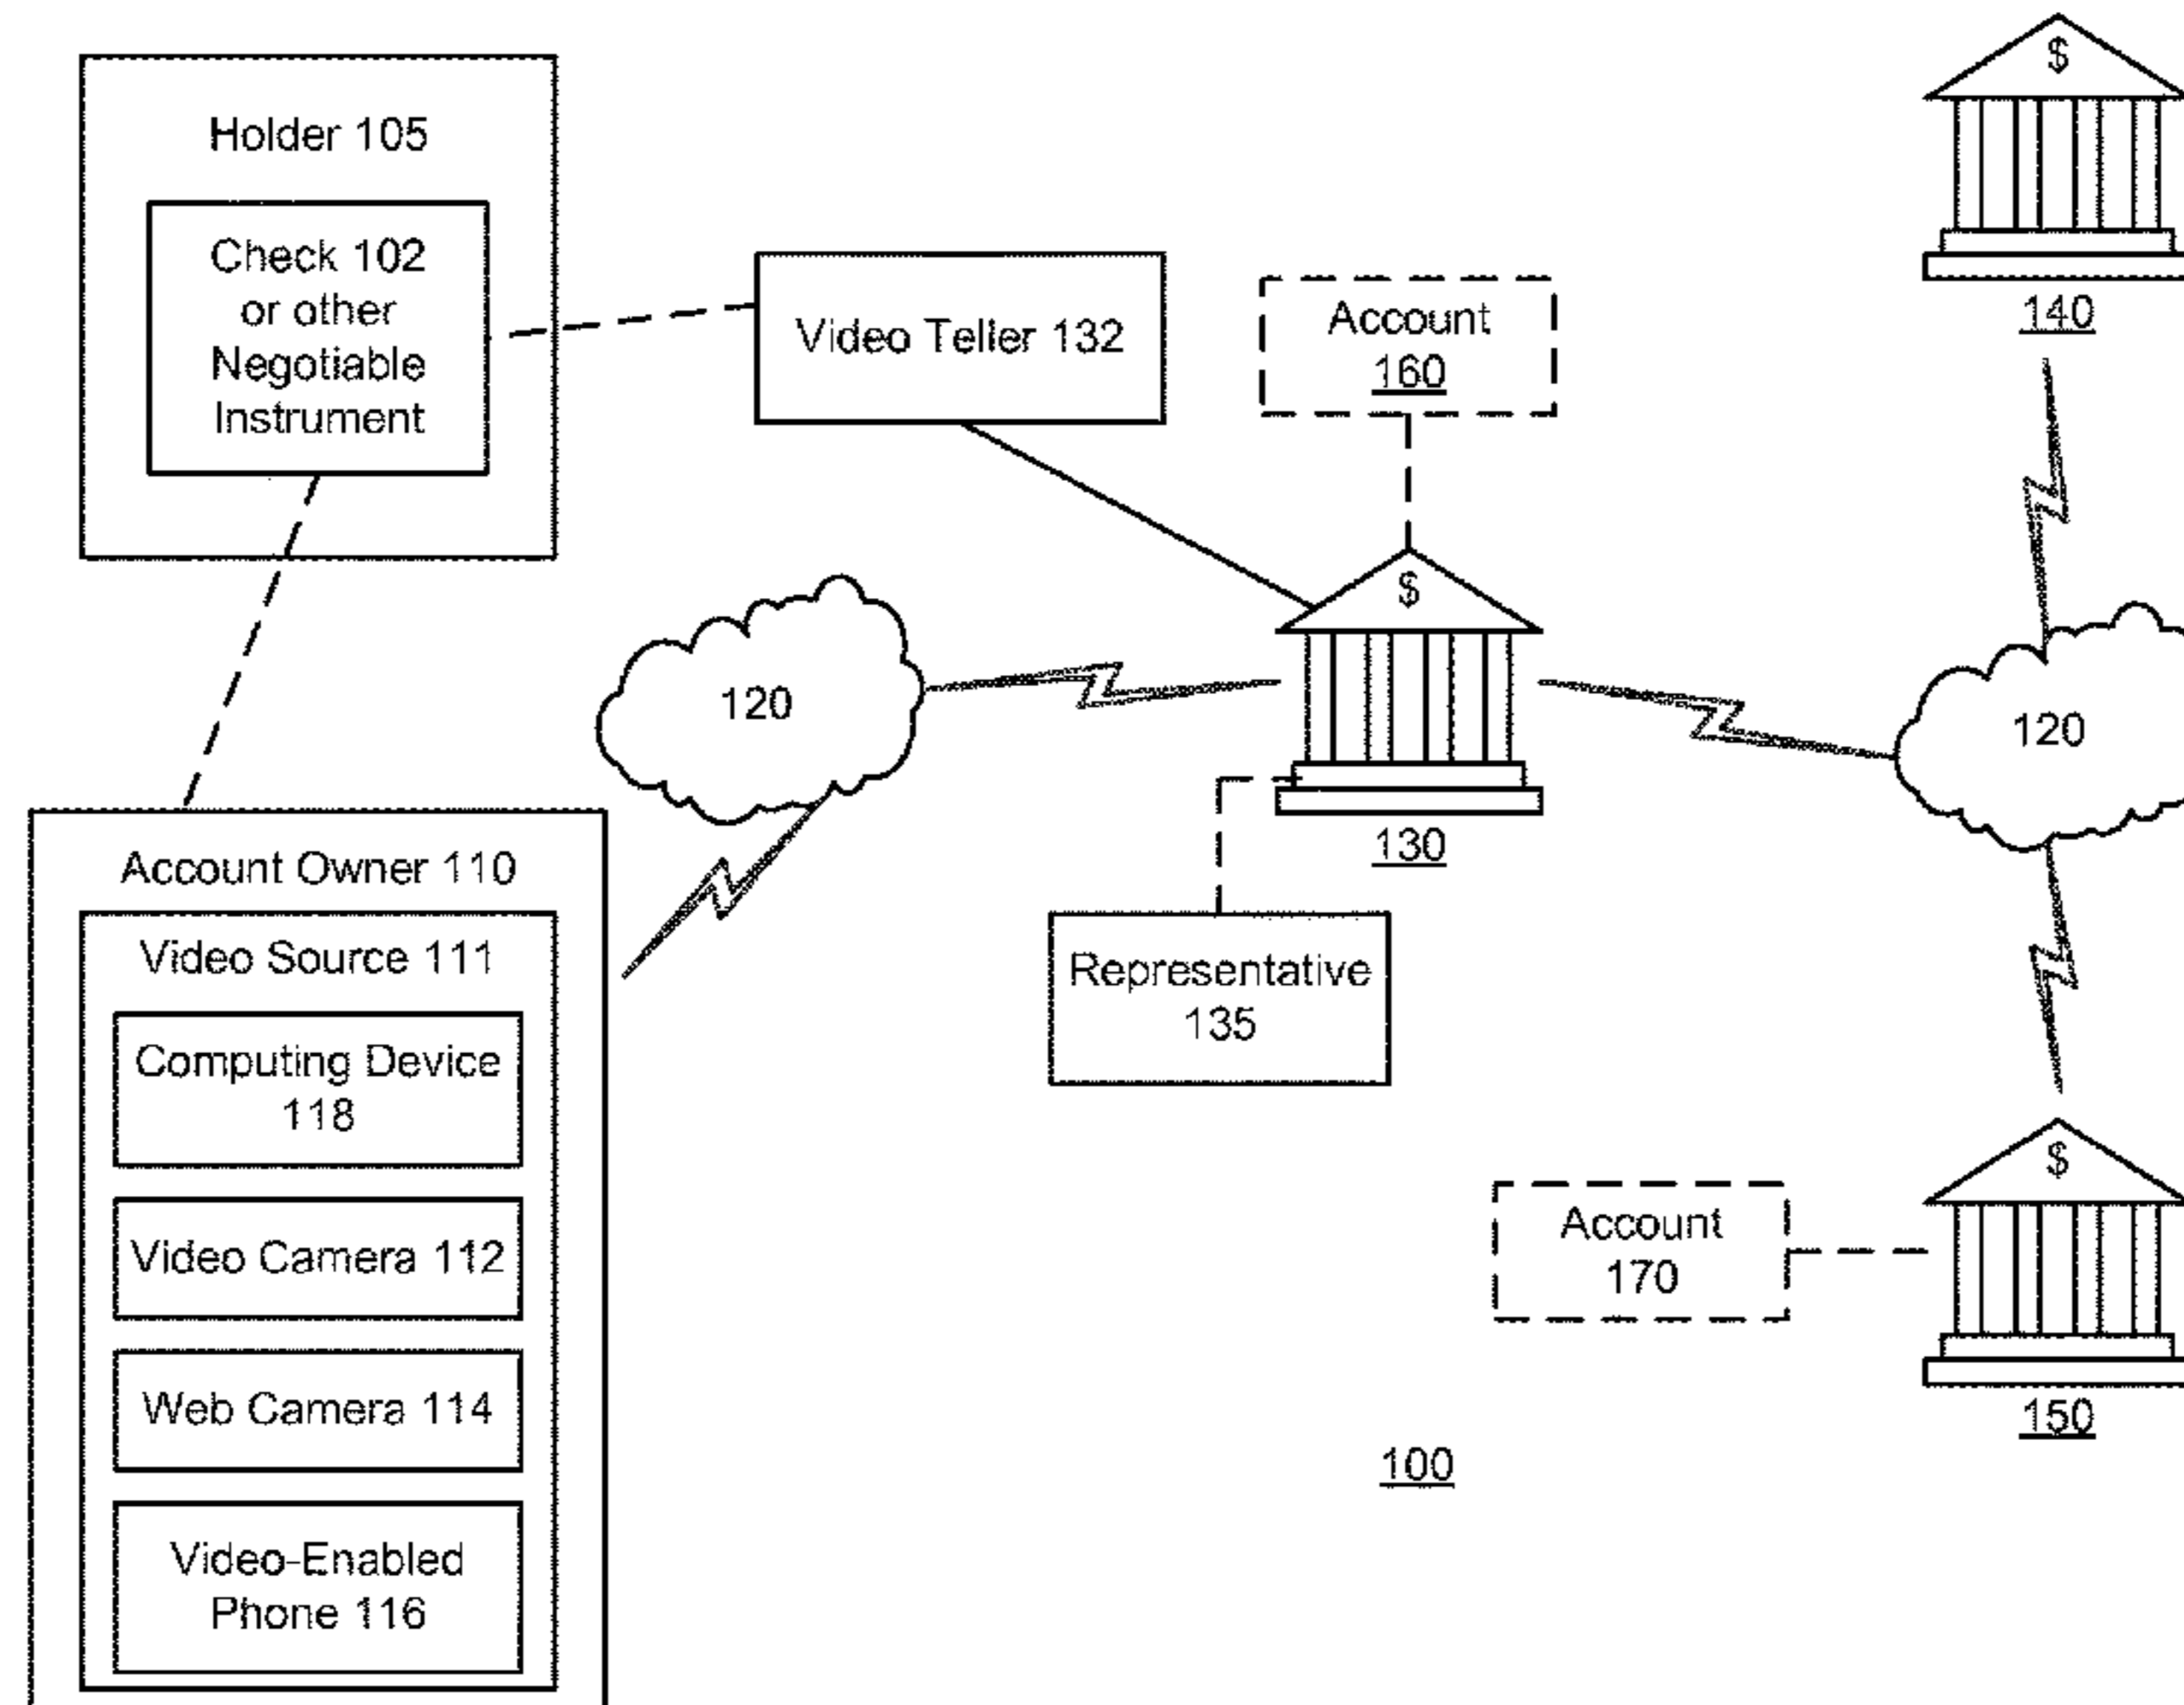 Holder 105
Check 102
or other
Negotiable
Instrument
Video Teller 132
Account
160
$
140
120
$
130
120
Account Owner 110
Video Source 111
Computing Device
118
Video Camera 112
Web Camera 114
Video-Enabled
Phone 116
Representative
135
Account
170
$
150
100